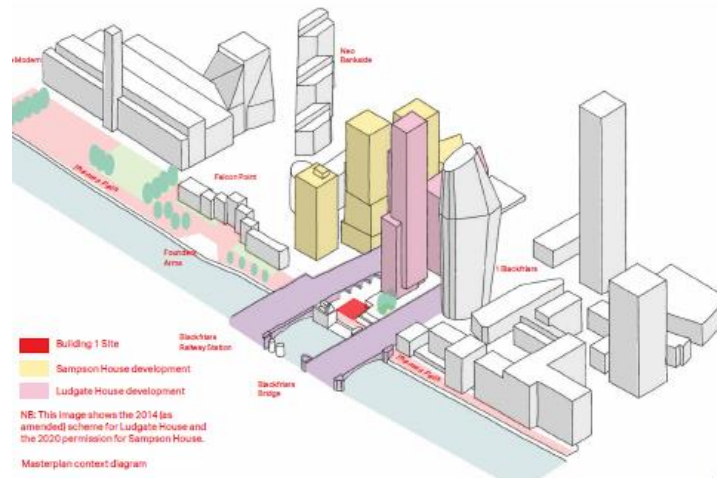 Modern
Neo
Bankside
Thames Path
Falcon Point
Founders
Arms
1 Blackfriars
Blackfriars
Railway Station
Thames Path
Blackfriars
Bridge
Building 1 Site
Sampson House development
Ludgate House development
NB: This image shows the 2014 (as
amended) scheme for Ludgate House and
the 2020 permission for Sampson House.
Masterplan context diagram